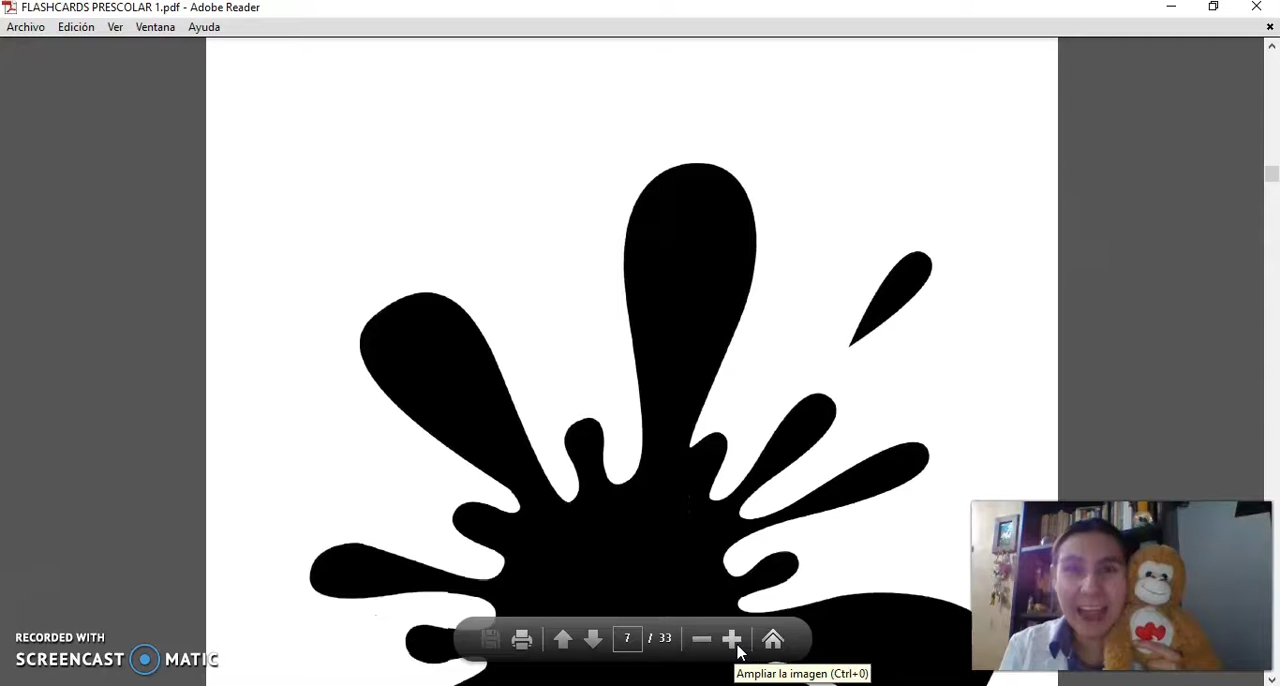 FLASHCARDS PRESCOLAR 1.pdf - Adobe Reader
Archivo Edición Ver Ventana Ayuda
7 / 33
Ampliar la imagen (Ctrl+0)
RECORDED WITH
SCREENCAST MATIC